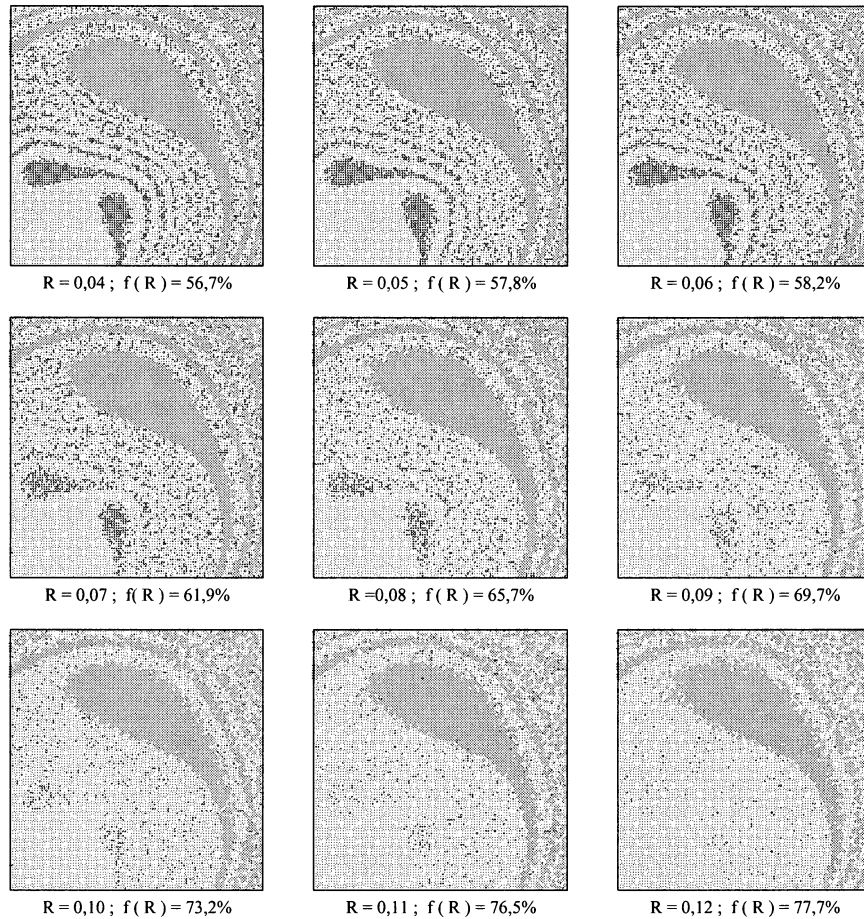 R = 0,04 ; f ( R ) = 56,7%
R = 0,05 ; f ( R ) = 57,8%
R = 0,06 ; f ( R ) = 58,2%
R = 0,07 ; f( R ) = 61,9%
R =0,08 ; f ( R ) = 65,7%
R = 0,09 ; f ( R ) = 69,7%
R = 0,10 ; f ( R ) = 73,2%
R = 0,11 ; f ( R ) = 76,5%
R = 0,12 ; f ( R ) = 77,7%